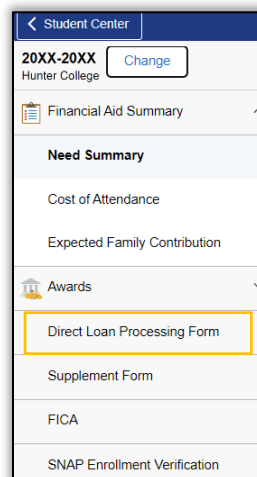 Student Center
20XX-20XX
Change
Hunter College
Financial Aid Summary
Need Summary
Cost of Attendance
Expected Family Contribution
Awards
Direct Loan Processing Form
Supplement Form
FICA
SNAP Enrollment Verification